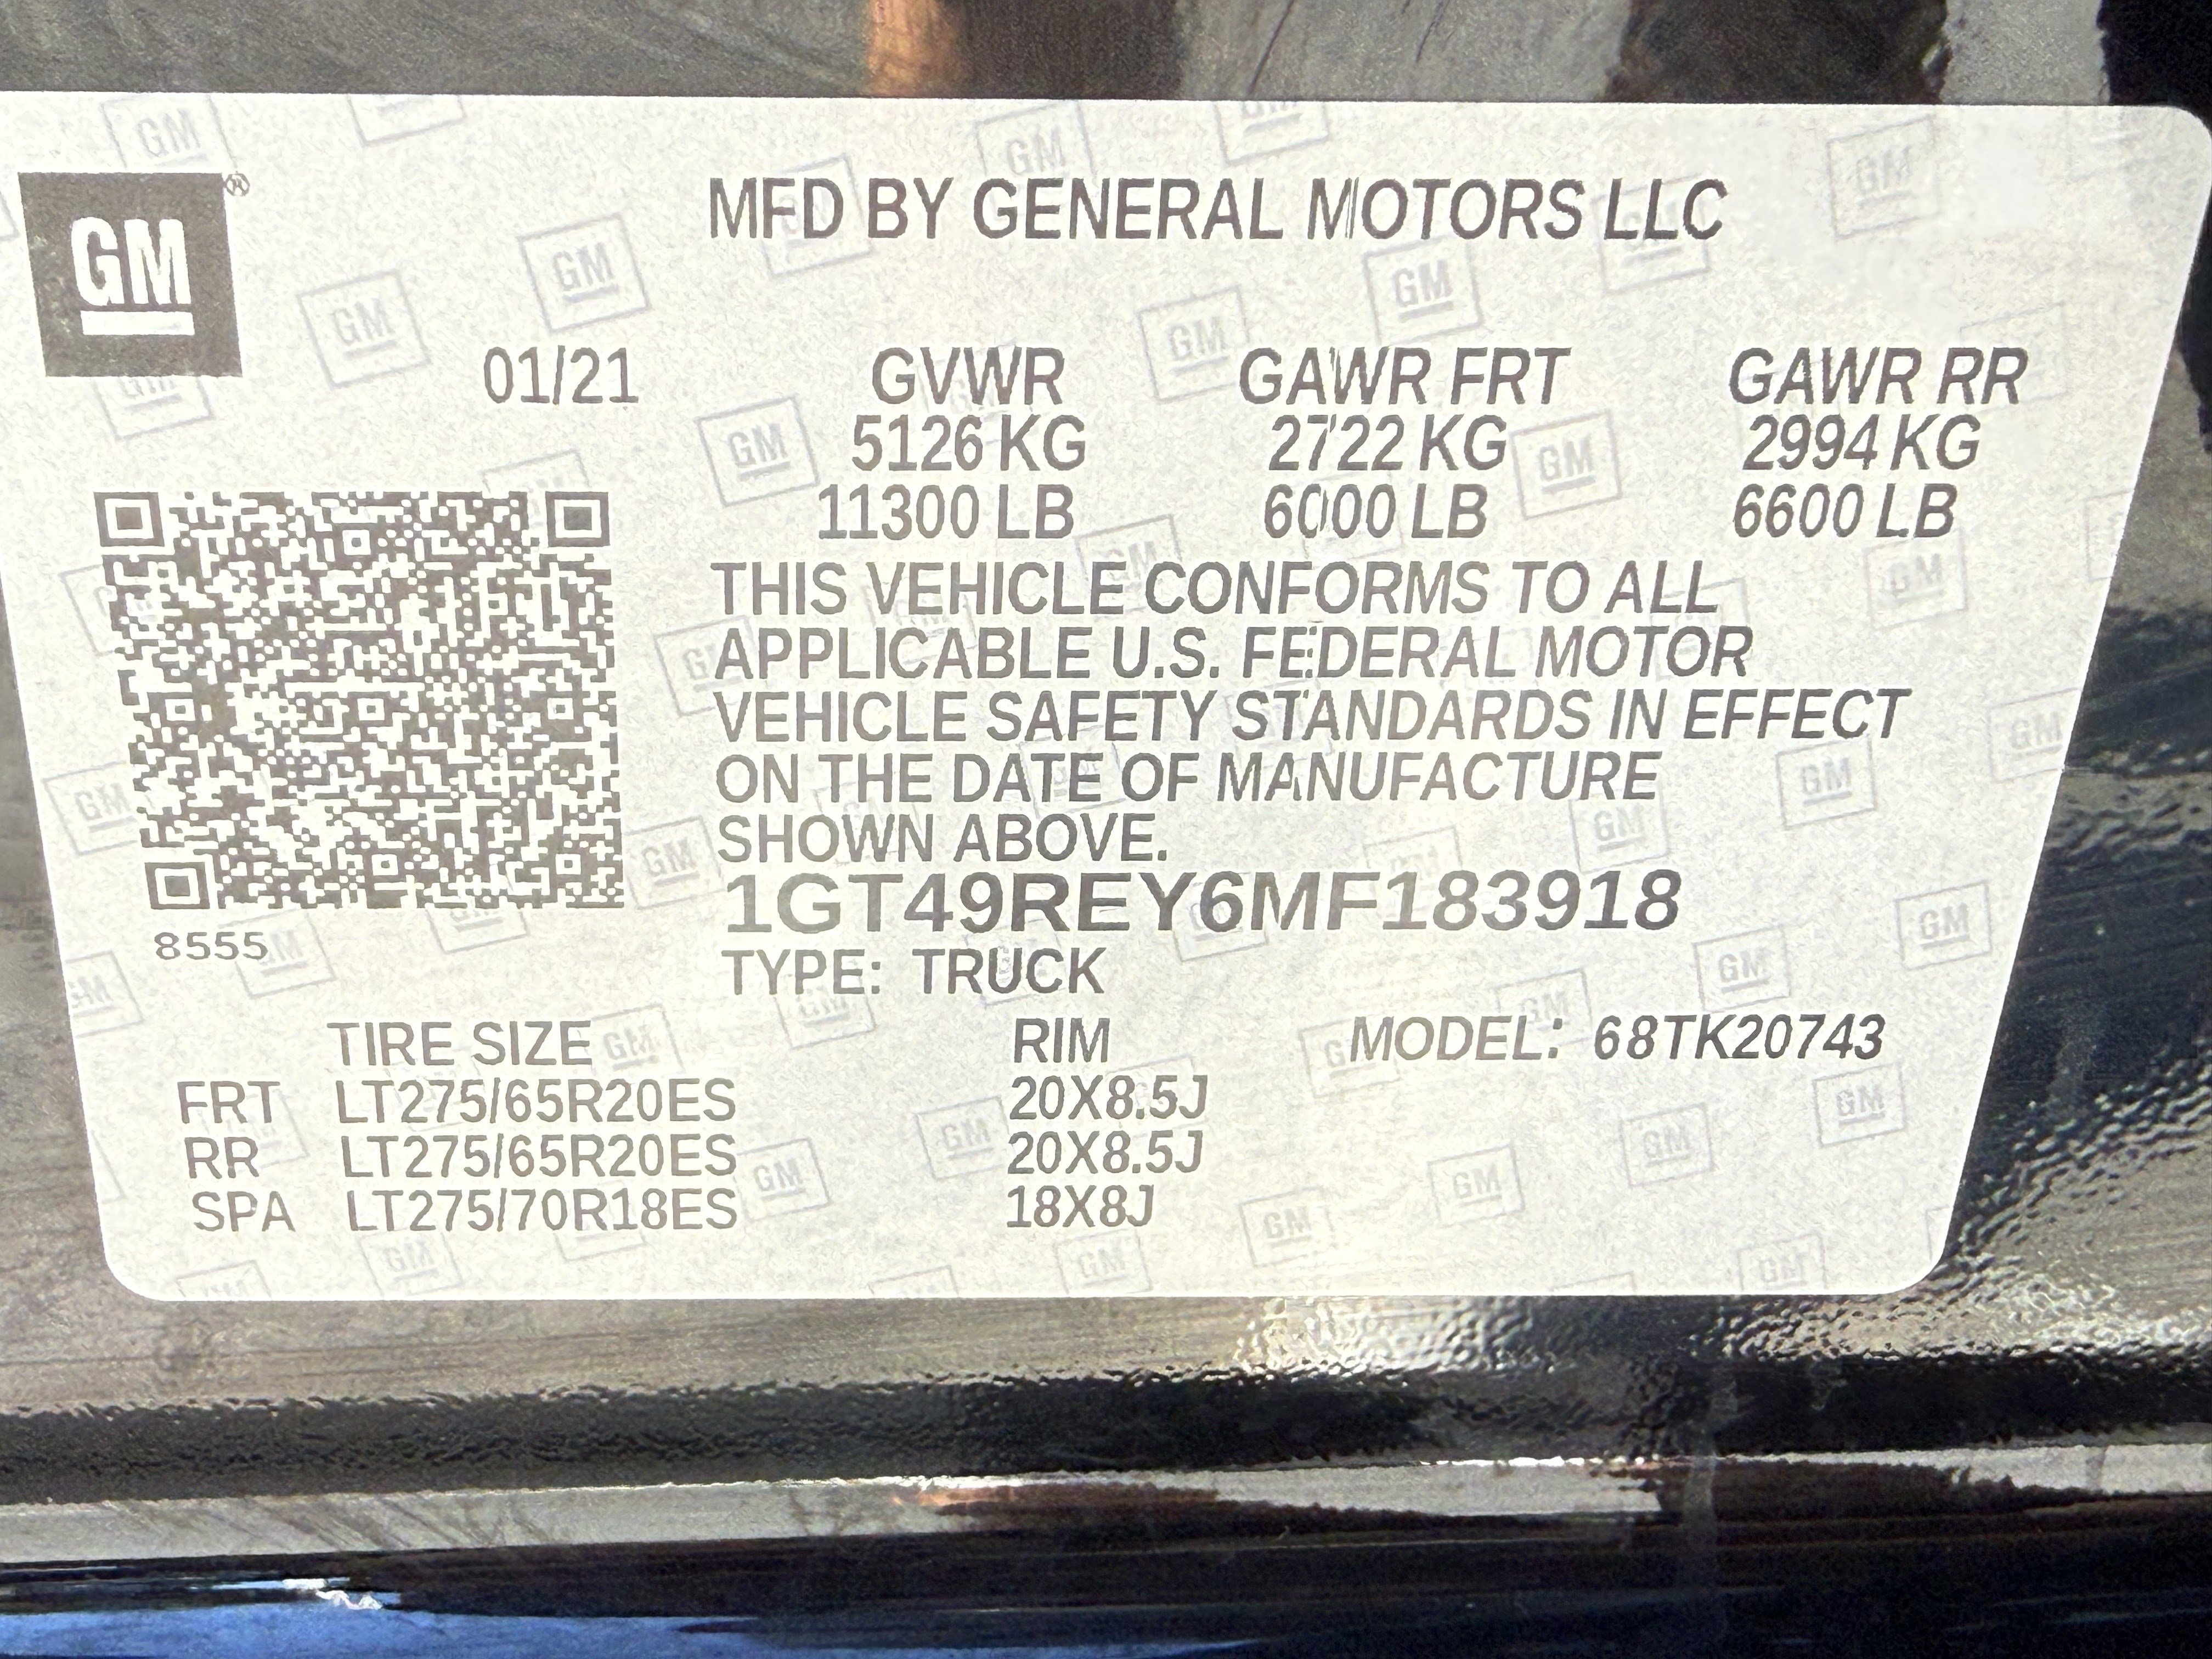 GM®
MFD BY GENERAL MOTORS LLC
01/21 GVWR GAWR FRT GAWR RR
5126 KG 2722 KG 2994 KG
11300 LB 6000 LB 6600 LB
THIS VEHICLE CONFORMS TO ALL
APPLICABLE U.S. FEDERAL MOTOR
VEHICLE SAFETY STANDARDS IN EFFECT
ON THE DATE OF MANUFACTURE
SHOWN ABOVE.
1GT49REY6MF183918
8555
TYPE: TRUCK
TIRE SIZE RIM MODEL: 68TK20743
FRT LT275/65R20ES 20X8.5J
RR LT275/65R20ES 20X8.5J
SPA LT275/70R18ES 18X8J